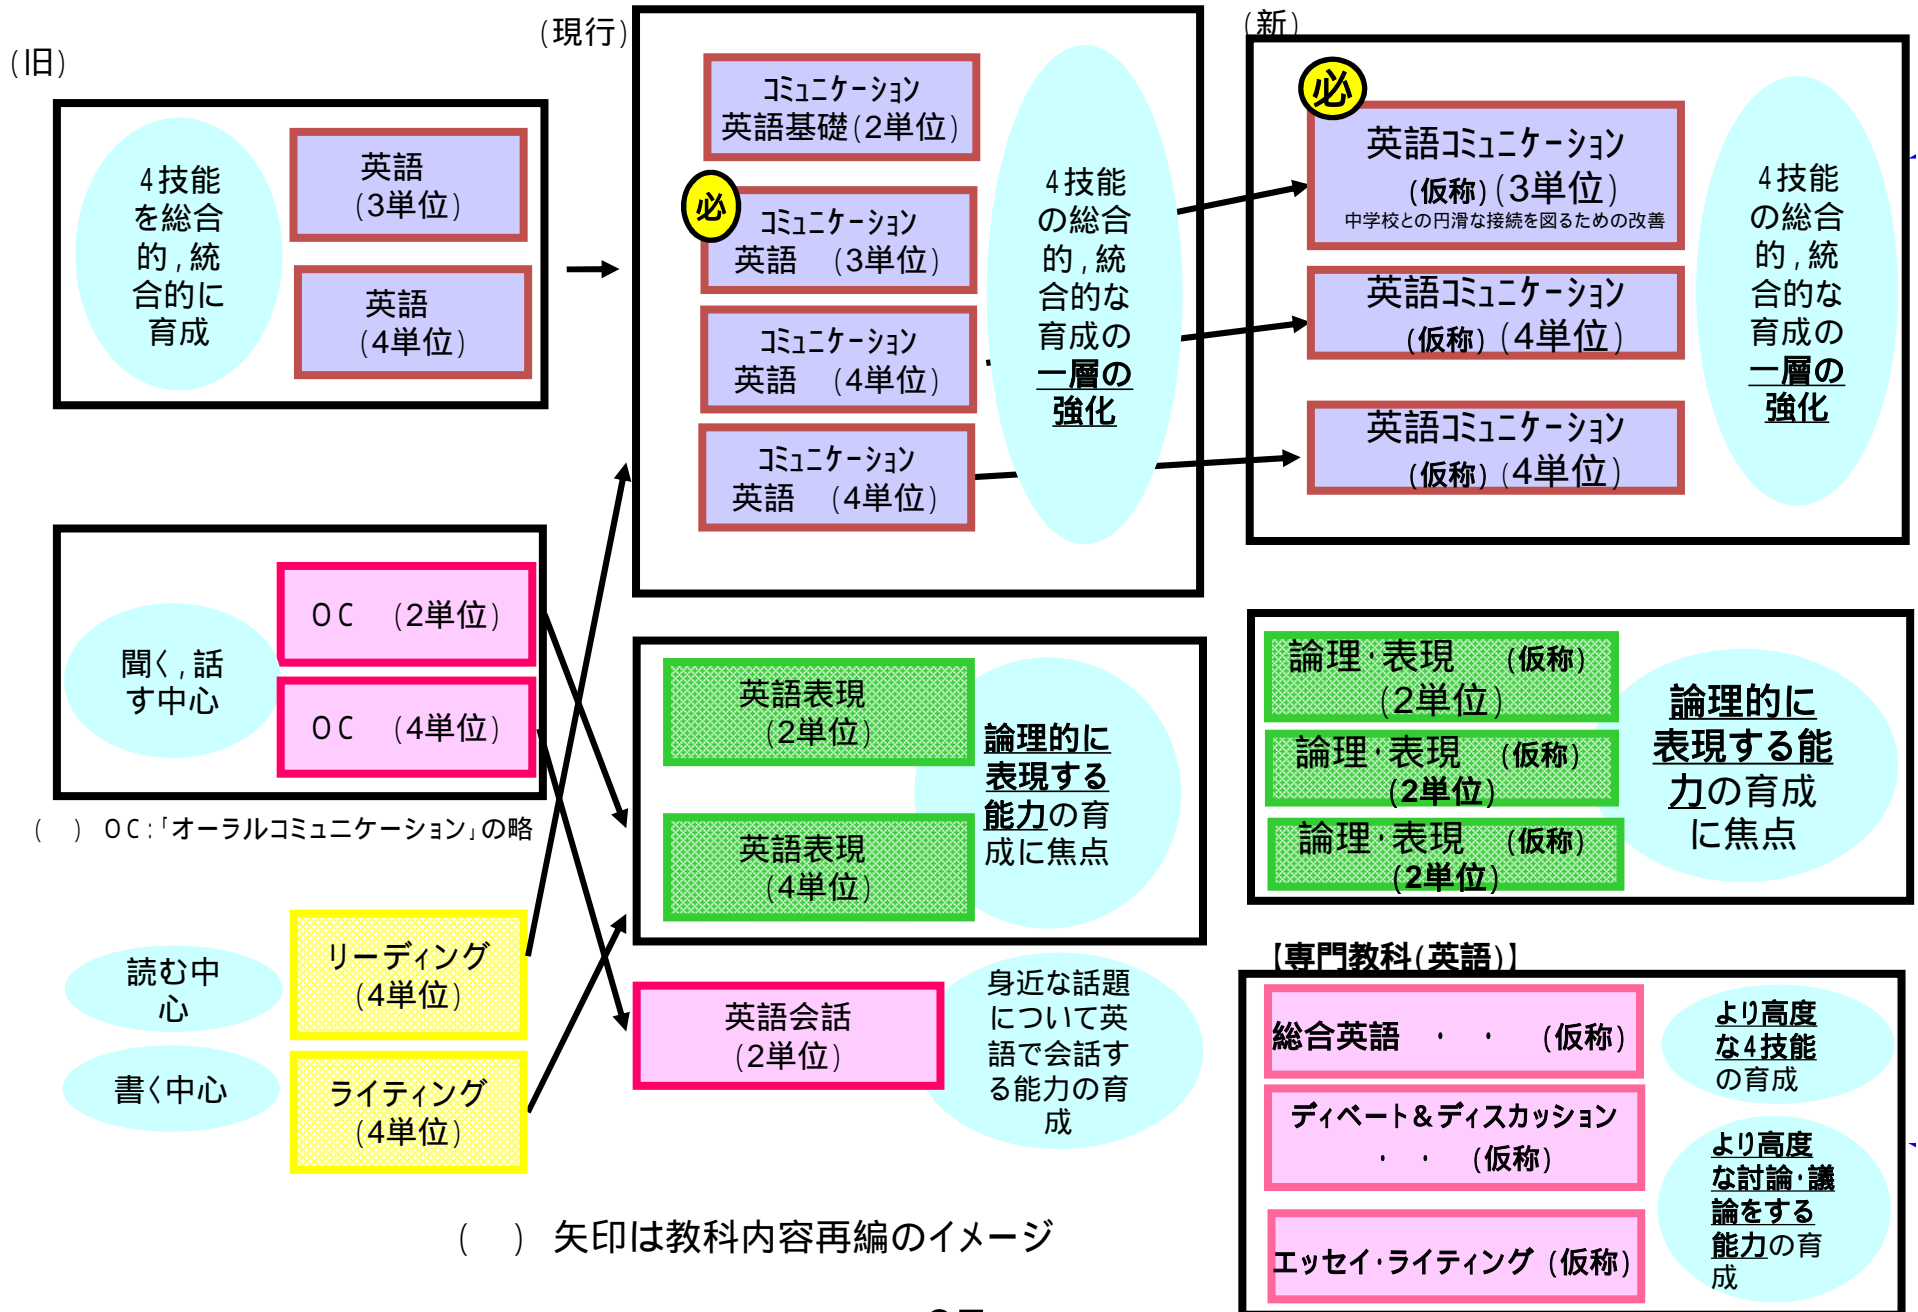 (旧)
4技能
を総合
的,統
合的に
育成
英語
(3単位)
英語
(4単位)
聞く,話
す中心
OC (2単位)
OC (4単位)
( ) OC:「オーラルコミュニケーション」の略
読む中
心
リーディング
(4単位)
書く中心
ライティング
(4単位)
(現行)
コミュニケーション
英語基礎(2単位)
必
コミュニケーション
英語 (3単位)
コミュニケーション
英語 (4単位)
コミュニケーション
英語 (4単位)
4技能
の総合
的,統
合的な
育成の
一層の
強化
英語表現
(2単位)
英語表現
(4単位)
論理的に
表現する
能力の育
成に焦点
英語会話
(2単位)
身近な話題
について英
語で会話す
る能力の育
成
(新)
必
英語コミュニケーション
(仮称)(3単位)
中学校との円滑な接続を図るための改善
英語コミュニケーション
(仮称)(4単位)
英語コミュニケーション
(仮称)(4単位)
4技能
の総合
的,統
合的な
育成の
一層の
強化
論理・表現 (仮称)
(2単位)
論理・表現 (仮称)
(2単位)
論理・表現 (仮称)
(2単位)
論理的に
表現する能
力の育成
に焦点
【専門教科(英語)】
総合英語 ・ ・ (仮称)
ディベート&ディスカッション
・ ・ (仮称)
エッセイ・ライティング(仮称)
より高度
な4技能
の育成
より高度
な討論・議
論をする
能力の育
成
( ) 矢印は教科内容再編のイメージ